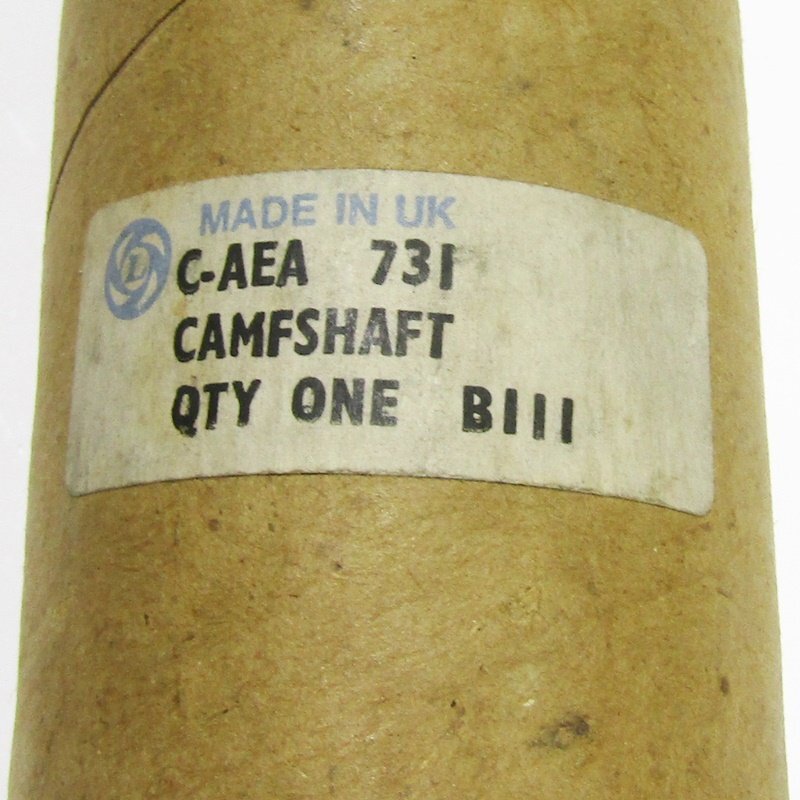 MADE IN UK
L
C-AEA 731
CAMFSHAFT
QTY ONE B111